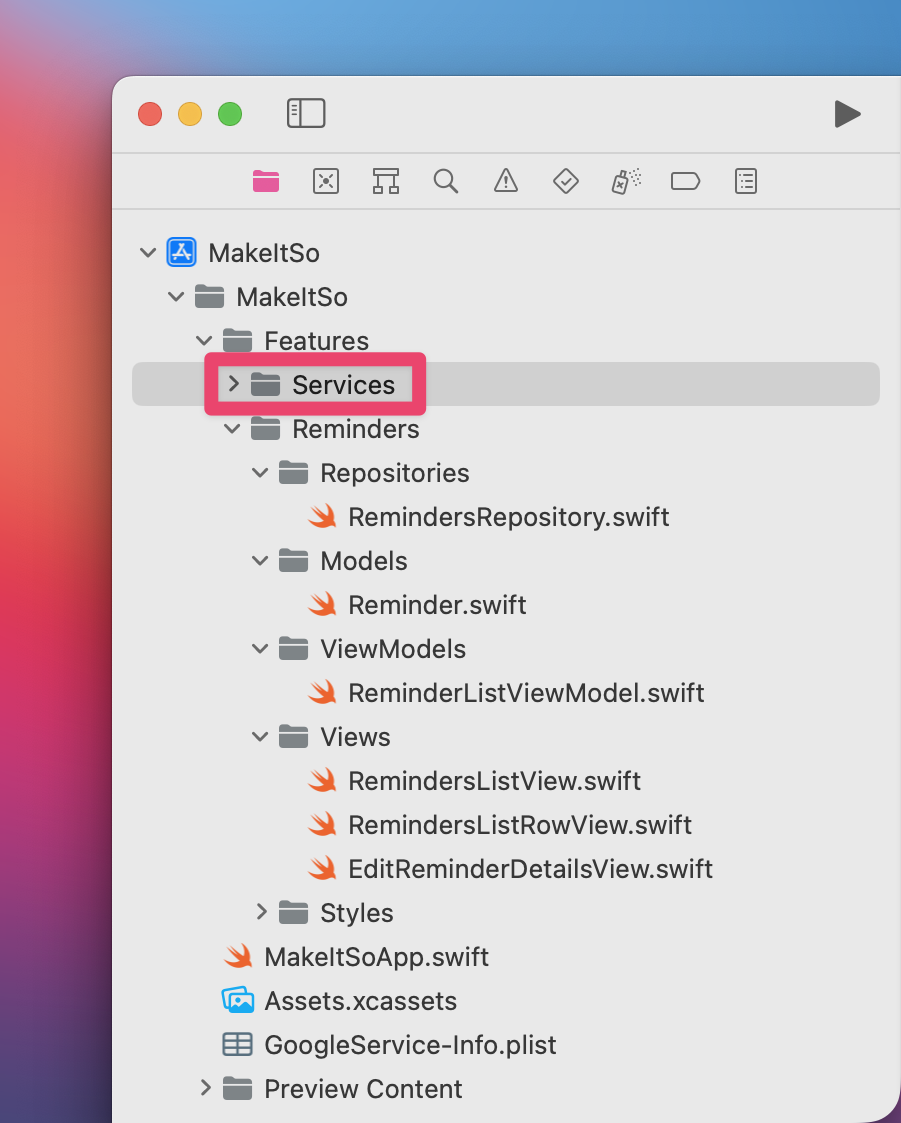 MakeItSo
MakeItSo
Features
Services
Reminders
Repositories
RemindersRepository.swift
Models
Reminder.swift
ViewModels
ReminderListViewModel.swift
Views
RemindersListView.swift
RemindersListRowView.swift
EditReminderDetailsView.swift
Styles
MakeItSoApp.swift
Assets.xcassets
GoogleService-Info.plist
Preview Content